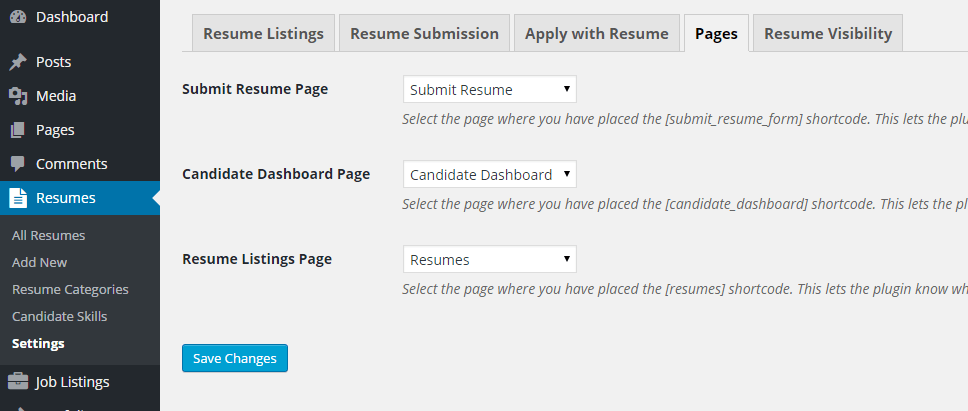 Dashboard
Posts
Media
Pages
Comments
Resumes
All Resumes
Add New
Resume Categories
Candidate Skills
Settings
Job Listings
Resume Listings Resume Submission Apply with Resume Pages Resume Visibility
Submit Resume Page Submit Resume
Select the page where you have placed the [submit_resume_form] shortcode. This lets the plu
Candidate Dashboard Page Candidate Dashboard
Select the page where you have placed the [candidate_dashboard] shortcode. This lets the pl
Resume Listings Page Resumes
Select the page where you have placed the [resumes] shortcode. This lets the plugin know wh
Save Changes